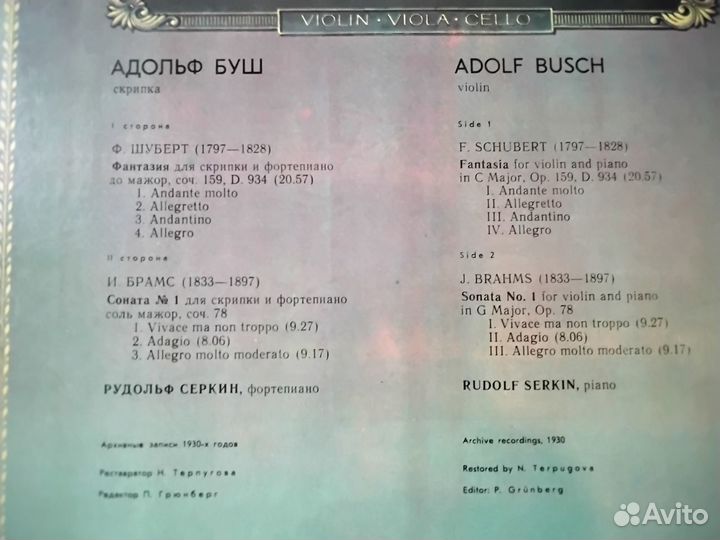 VIOLIN · VIOLA · CELLO
АДОЛЬФ БУШ
скрипка
I сторона
Ф. ШУБЕРТ (1797—1828)
Фантазия для скрипки и фортепиано
до мажор, соч. 159, D. 934 (20.57)
1. Andante molto
2. Allegretto
3. Andantino
4. Allegro
II сторона
И. БРАМС (1833—1897)
Соната № 1 для скрипки и фортепиано
соль мажор, соч. 78
1. Vivace ma non troppo (9.27)
2. Adagio (8.06)
3. Allegro molto moderato (9.17)
РУДОЛЬФ СЕРКИН, фортепиано
Архивные записи 1930-х годов
Реставратор Н. Терпугова
Редактор П. Грюнберг
ADOLF BUSCH
violin
Side 1
F. SCHUBERT (1797—1828)
Fantasia for violin and piano
in C Major, Op. 159, D. 934 (20.57)
I. Andante molto
II. Allegretto
III. Andantino
IV. Allegro
Side 2
J. BRAHMS (1833—1897)
Sonata No. 1 for violin and piano
in G Major, Op. 78
I. Vivace ma non troppo (9.27)
II. Adagio (8.06)
III. Allegro molto moderato (9.17)
RUDOLF SERKIN, piano
Archive recordings, 1930
Restored by N. Terpugova
Editor: P. Grünberg
Avito